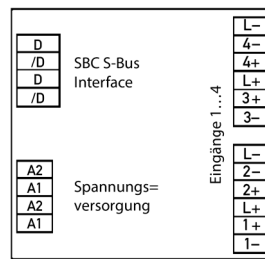 D
/D
D
/D
SBC S-Bus
Interface
A2
A1
A2
A1
Spannungs=
versorgung
Eingänge 1...4
L–
4–
4+
L+
3+
3–
L–
2–
2+
L+
1+
1–